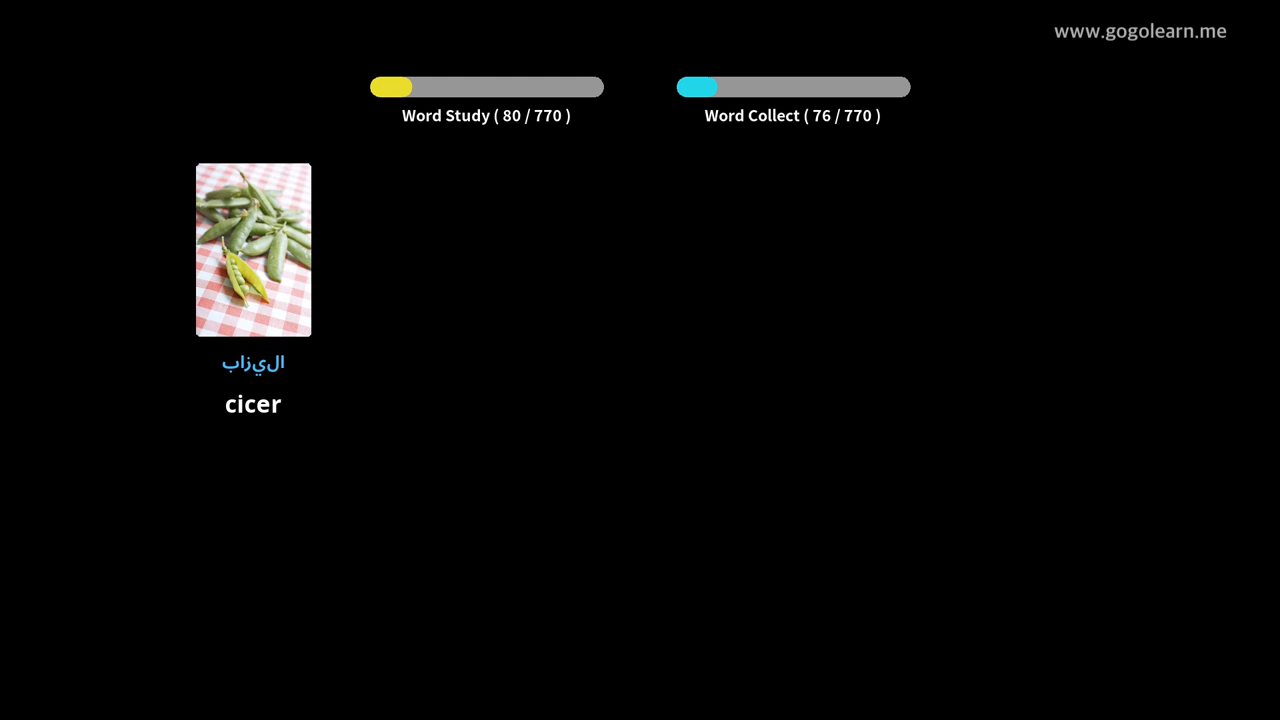 www.gogolearn.me
Word Study ( 80 / 770 )
Word Collect ( 76 / 770 )
اليزاب
cicer